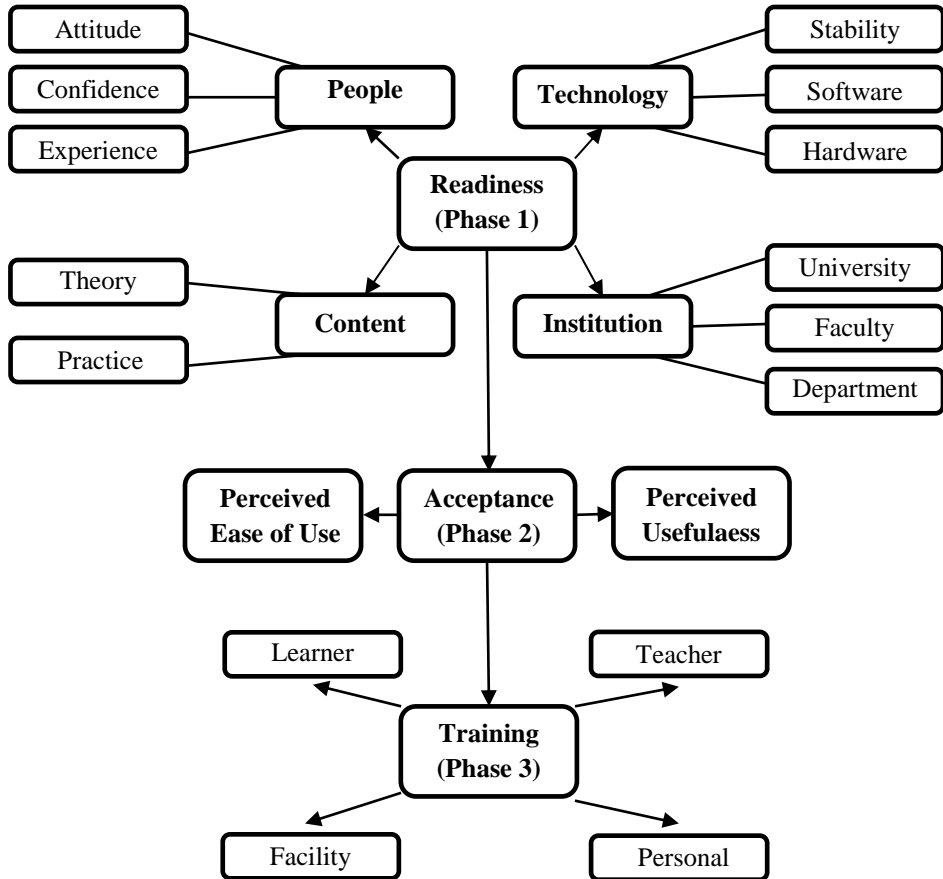 Attitude
Confidence
Experience
People
Technology
Stability
Software
Hardware
Readiness
(Phase 1)
Theory
Practice
Content
Institution
University
Faculty
Department
Perceived
Ease of Use
Acceptance
(Phase 2)
Perceived
Usefulaess
Learner
Teacher
Training
(Phase 3)
Facility
Personal